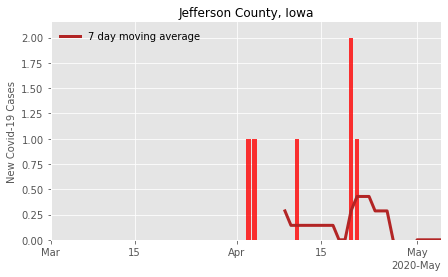 Jefferson County, Iowa
7 day moving average
New Covid-19 Cases
2.00
1.75
1.50
1.25
1.00
0.75
0.50
0.25
0.00
Mar
15
Apr
15
May
2020-May